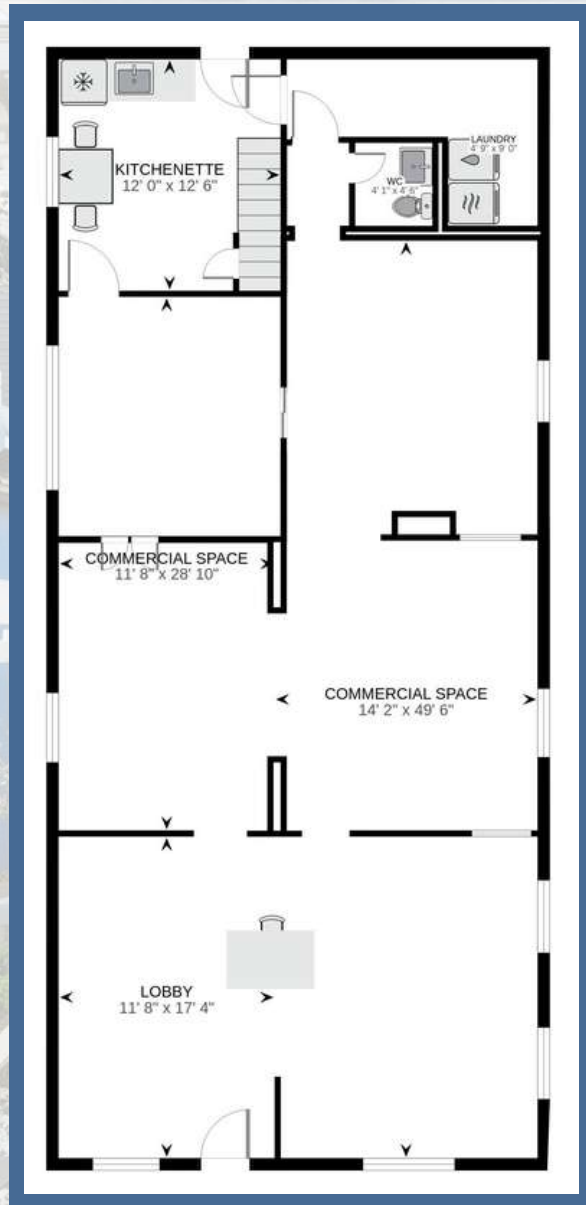 KITCHENETTE
12' 0" x 12' 6"
LAUNDRY
4' 9" x 9' 0"
WC
4' 1" x 4' 6"
COMMERCIAL SPACE
11' 8" x 28' 10"
COMMERCIAL SPACE
14' 2" x 49' 6"
LOBBY
11' 8" x 17' 4"